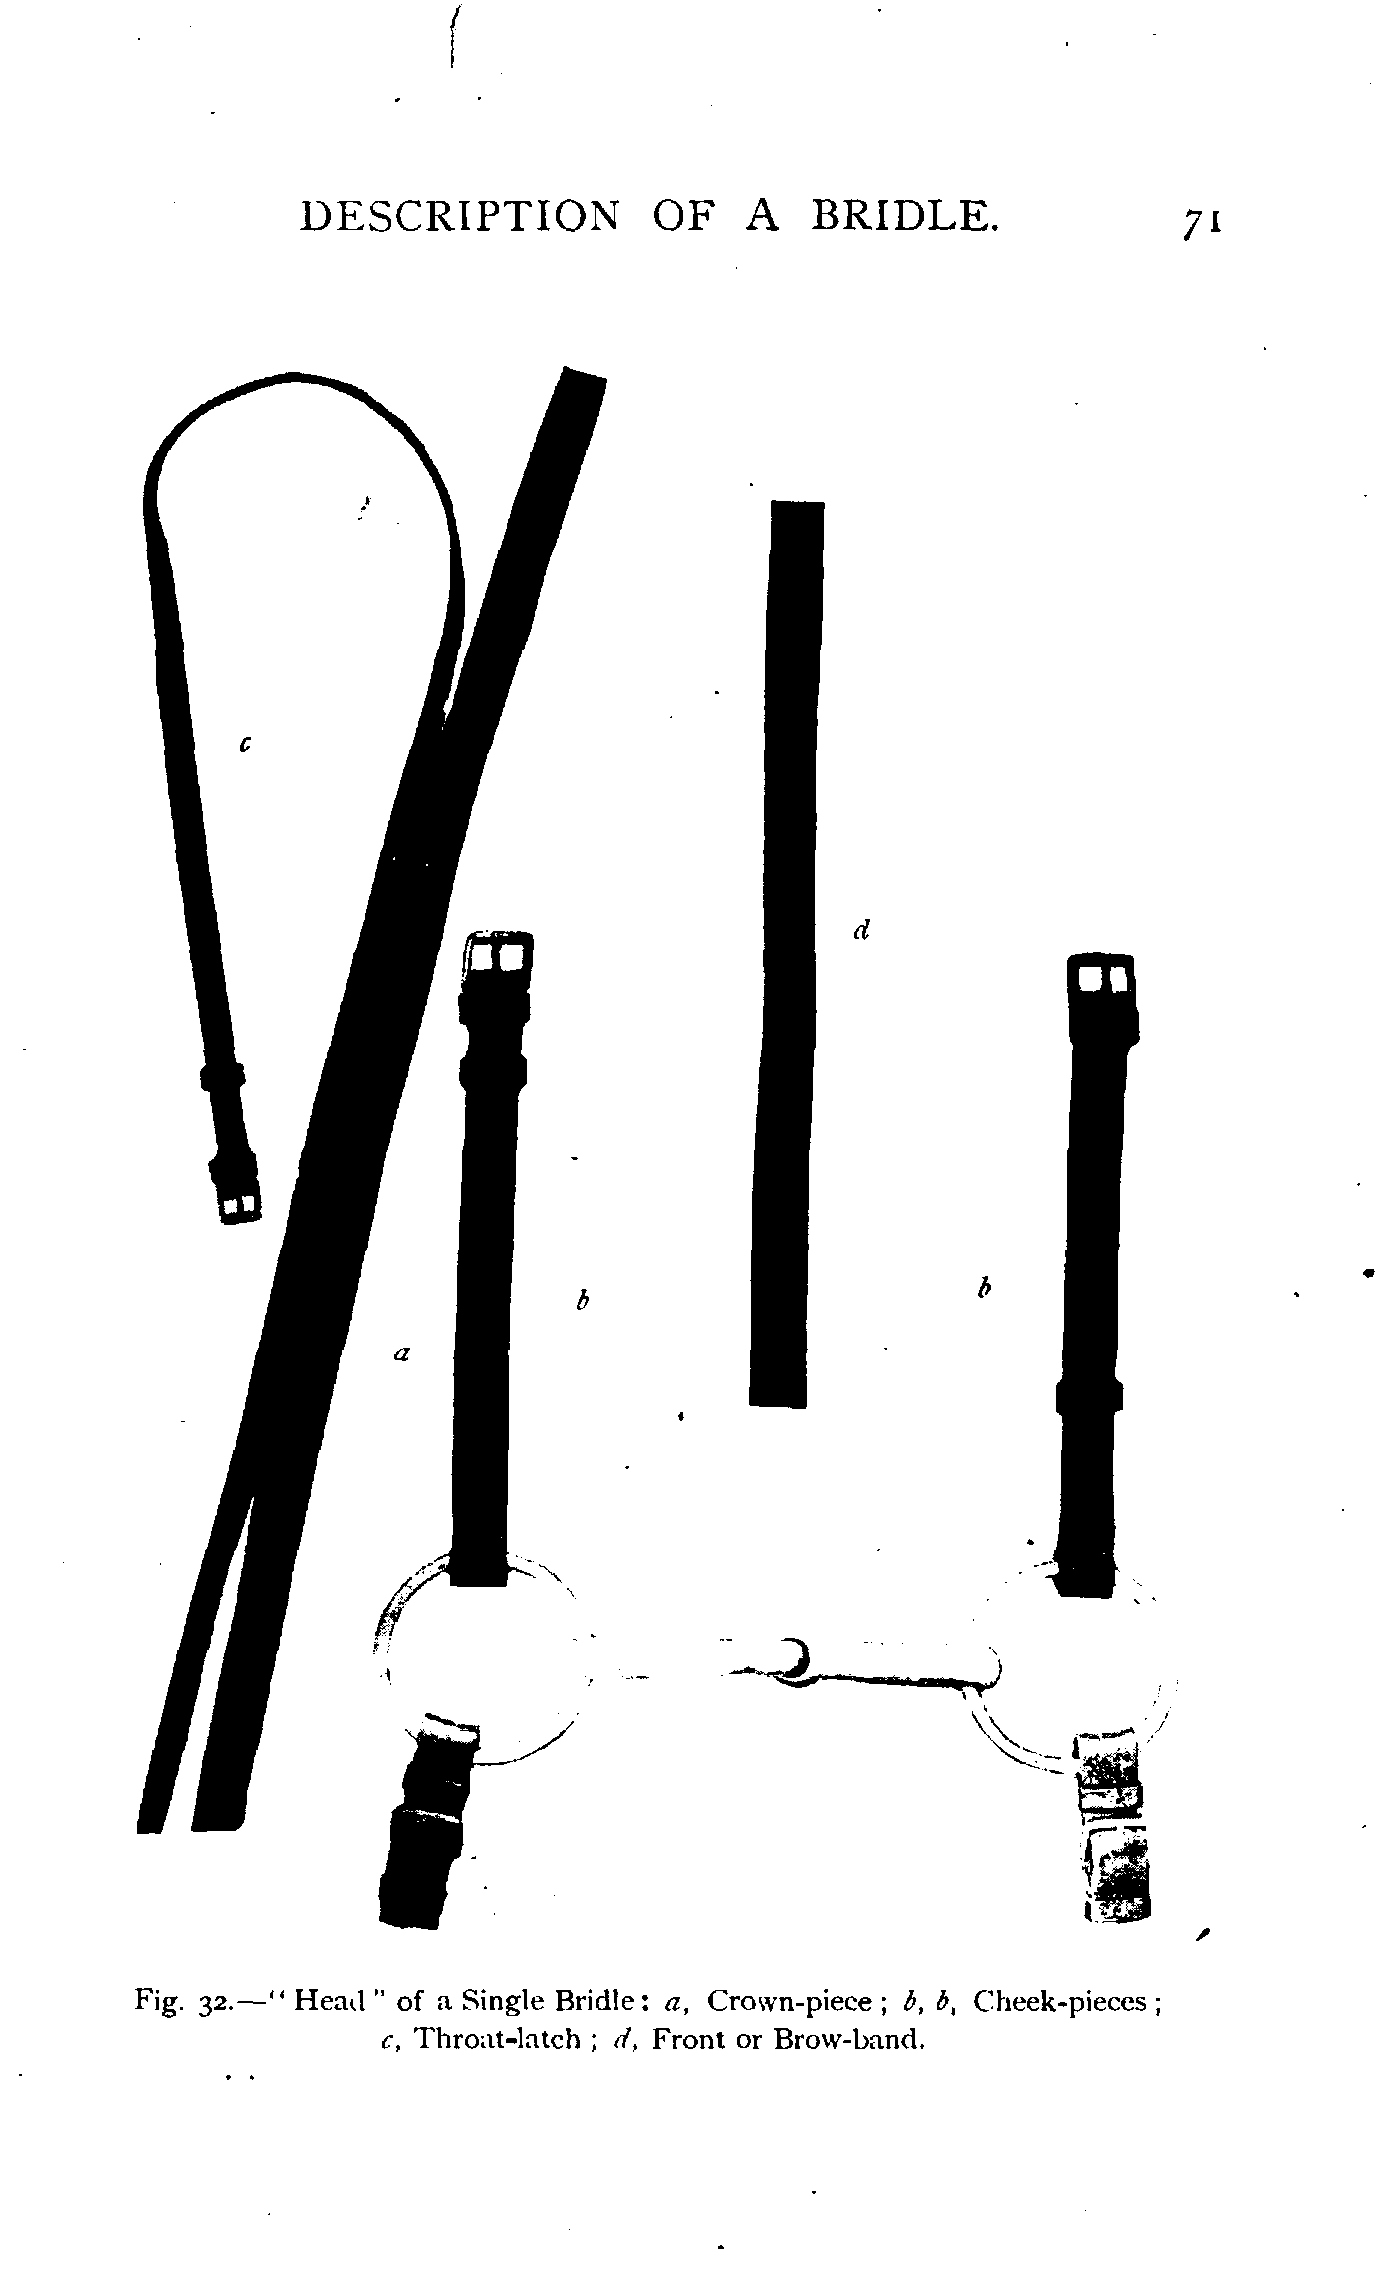 DESCRIPTION OF A BRIDLE. 71
c
d
b
b
a
Fig. 32.—“ Head ” of a Single Bridle: a, Crown-piece ; b, b, Cheek-pieces ;
c, Throat-latch ; d, Front or Brow-band.